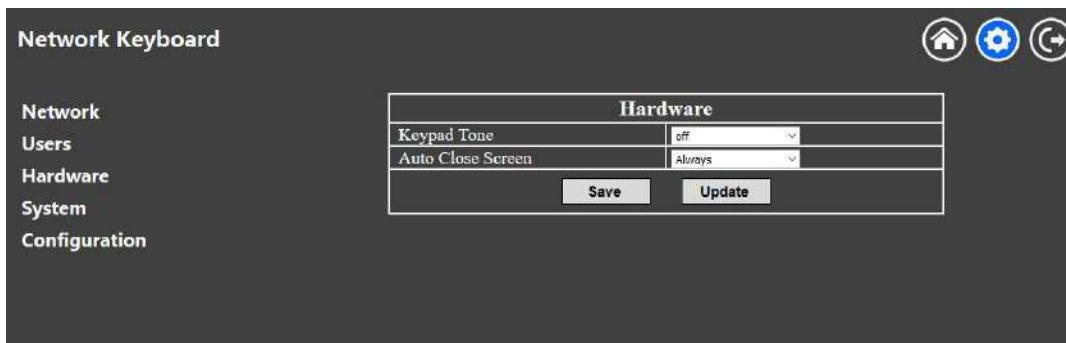 Network Keyboard
Network
Users
Hardware
System
Configuration
Hardware
Keypad Tone off
Auto Close Screen Always
Save Update